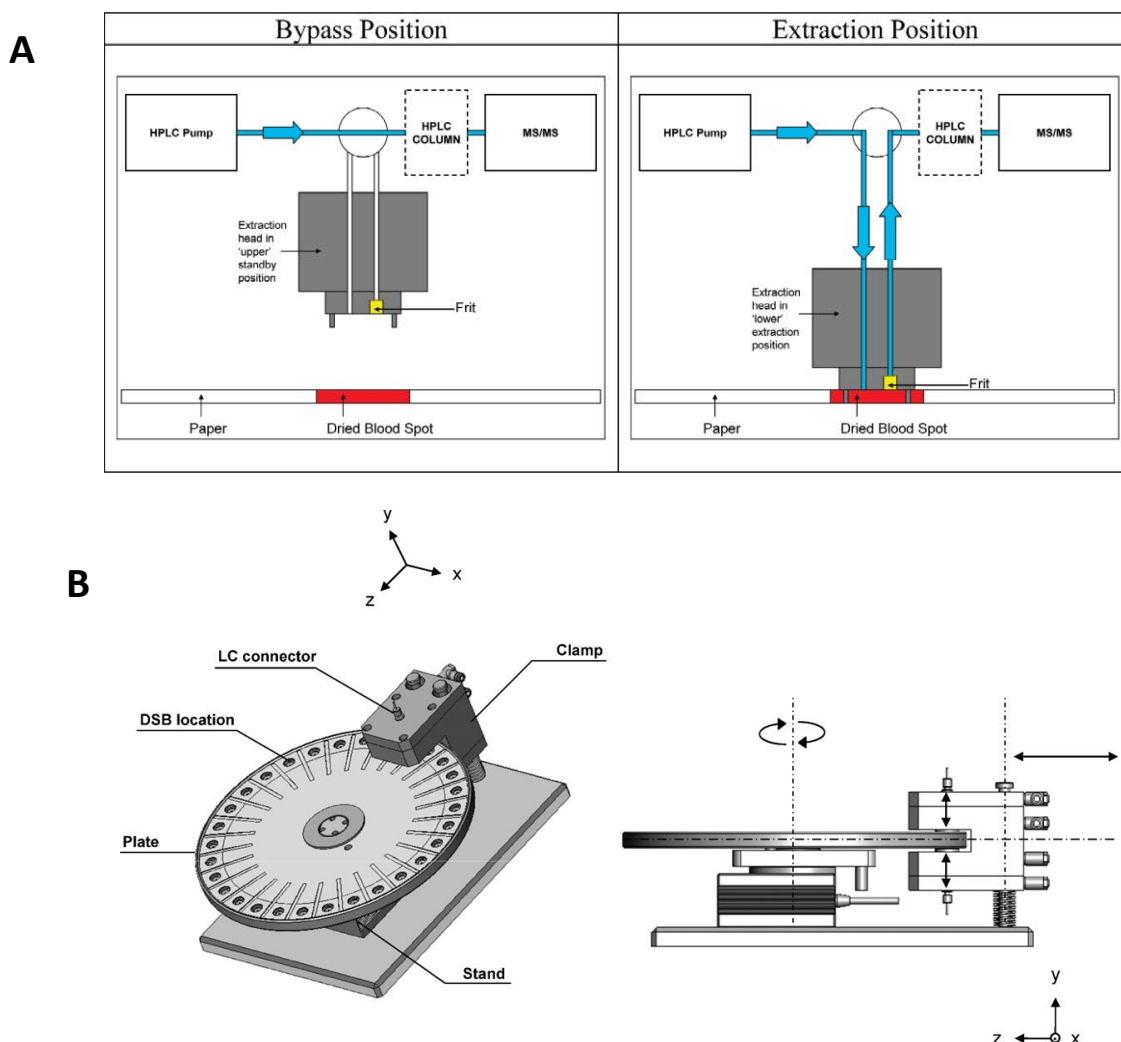 A
Bypass Position
HPLC Pump
HPLC
COLUMN
MS/MS
Extraction
head in
'upper'
standby
position
Frit
Paper
Dried Blood Spot
Extraction Position
HPLC Pump
HPLC
COLUMN
MS/MS
Extraction
head in
'lower'
extraction
position
Frit
Paper
Dried Blood Spot
B
y
x
z
LC connector
Clamp
DSB location
Plate
Stand
y
z
x